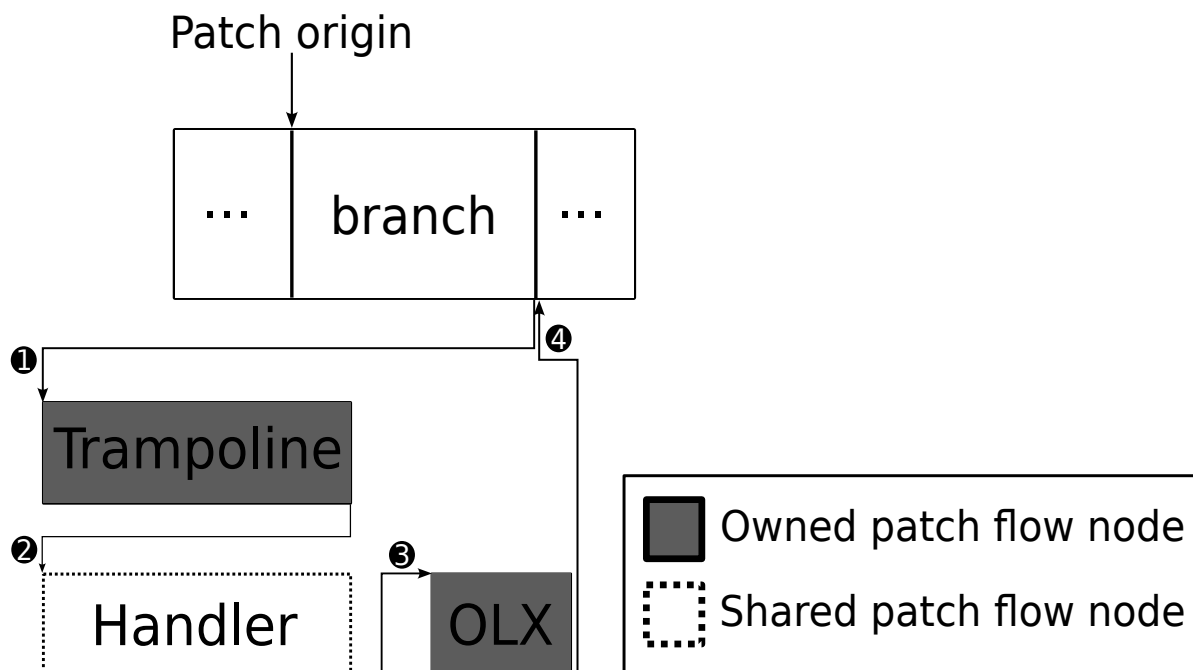 Patch origin
... branch ...
❶ ❹
Trampoline
❷ ❸
Owned patch flow node
Handler
OLX
Shared patch flow node